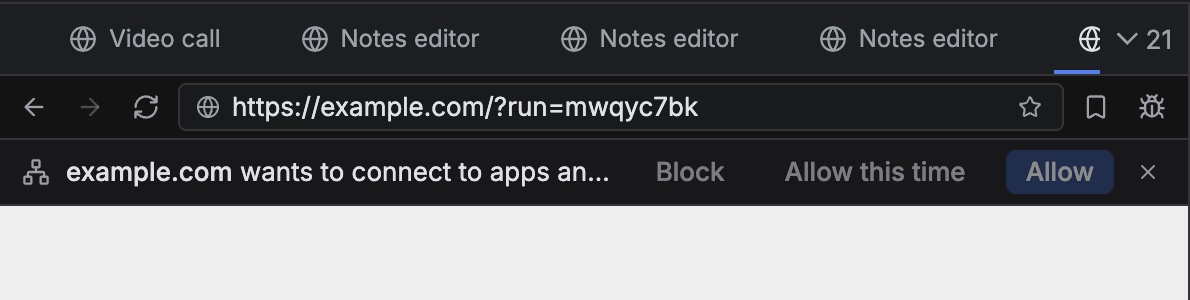 Video call Notes editor Notes editor Notes editor 21
https://example.com/?run=mwqyc7bk
example.com wants to connect to apps an... Block Allow this time Allow